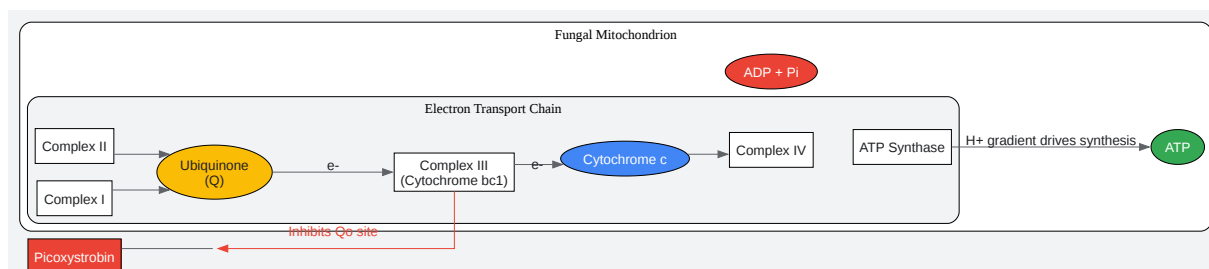 Fungal Mitochondrion
ADP + Pi
Electron Transport Chain
Complex II
Complex I
Ubiquinone
(Q)
e-
Complex III
(Cytochrome bc1)
e-
Cytochrome c
Complex IV
ATP Synthase
H+ gradient drives synthesis
ATP
Inhibits Qo site
Picoxystrobin